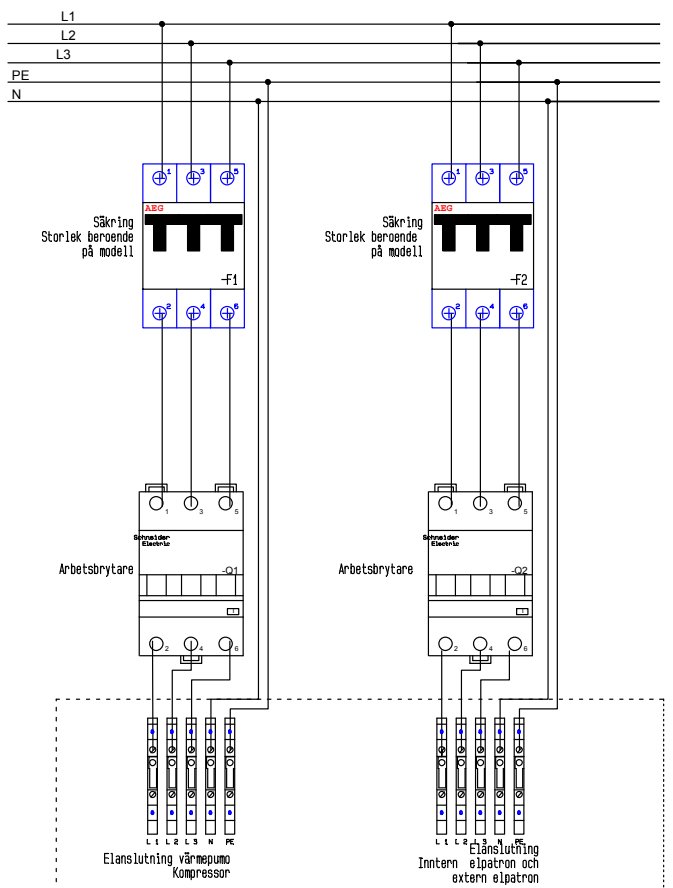 L1
L2
L3
PE
N
1 3 5
1 3 5
AEG
AEG
Säkring
Storlek beroende
på modell
Säkring
Storlek beroende
på modell
-F1
-F2
2 4 6
2 4 6
1 3 5
1 3 5
Schneider
Electric
Schneider
Electric
Arbetsbrytare
-Q1
Arbetsbrytare
-Q2
I
I
2 4 6
2 4 6
L1 L2 L3 N PE
L1 L2 L3 N PE
Elanslutning värmepumo
Kompressor
Elanslutning
Inntern elpatron och
extern elpatron